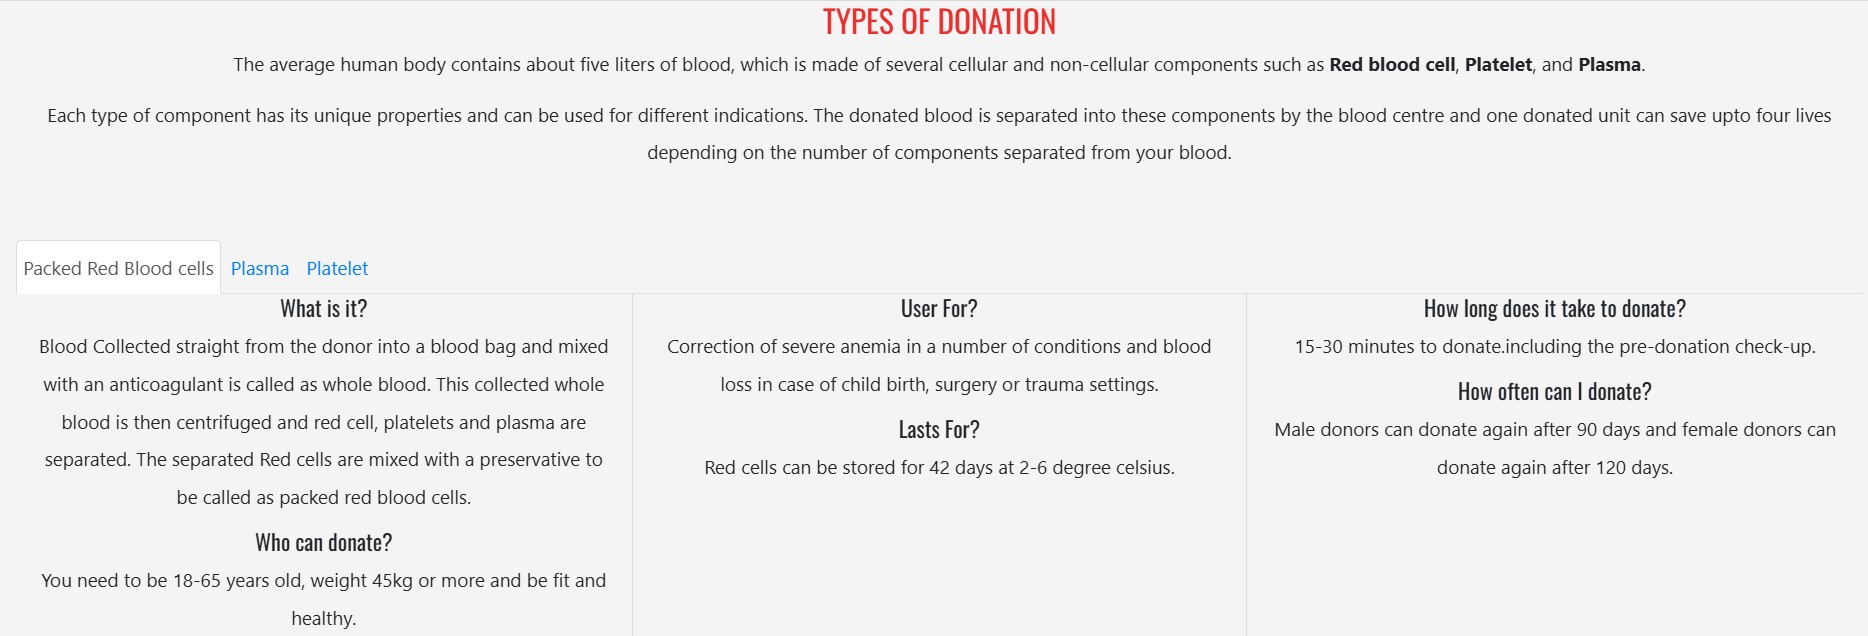 TYPES OF DONATION
The average human body contains about five liters of blood, which is made of several cellular and non-cellular components such as Red blood cell, Platelet, and Plasma.
Each type of component has its unique properties and can be used for different indications. The donated blood is separated into these components by the blood centre and one donated unit can save upto four lives
depending on the number of components separated from your blood.
Packed Red Blood cells Plasma Platelet
What is it?
Blood Collected straight from the donor into a blood bag and mixed
with an anticoagulant is called as whole blood. This collected whole
blood is then centrifuged and red cell, platelets and plasma are
separated. The separated Red cells are mixed with a preservative to
be called as packed red blood cells.
Who can donate?
You need to be 18-65 years old, weight 45kg or more and be fit and
healthy.
User For?
Correction of severe anemia in a number of conditions and blood
loss in case of child birth, surgery or trauma settings.
Lasts For?
Red cells can be stored for 42 days at 2-6 degree celsius.
How long does it take to donate?
15-30 minutes to donate.including the pre-donation check-up.
How often can I donate?
Male donors can donate again after 90 days and female donors can
donate again after 120 days.